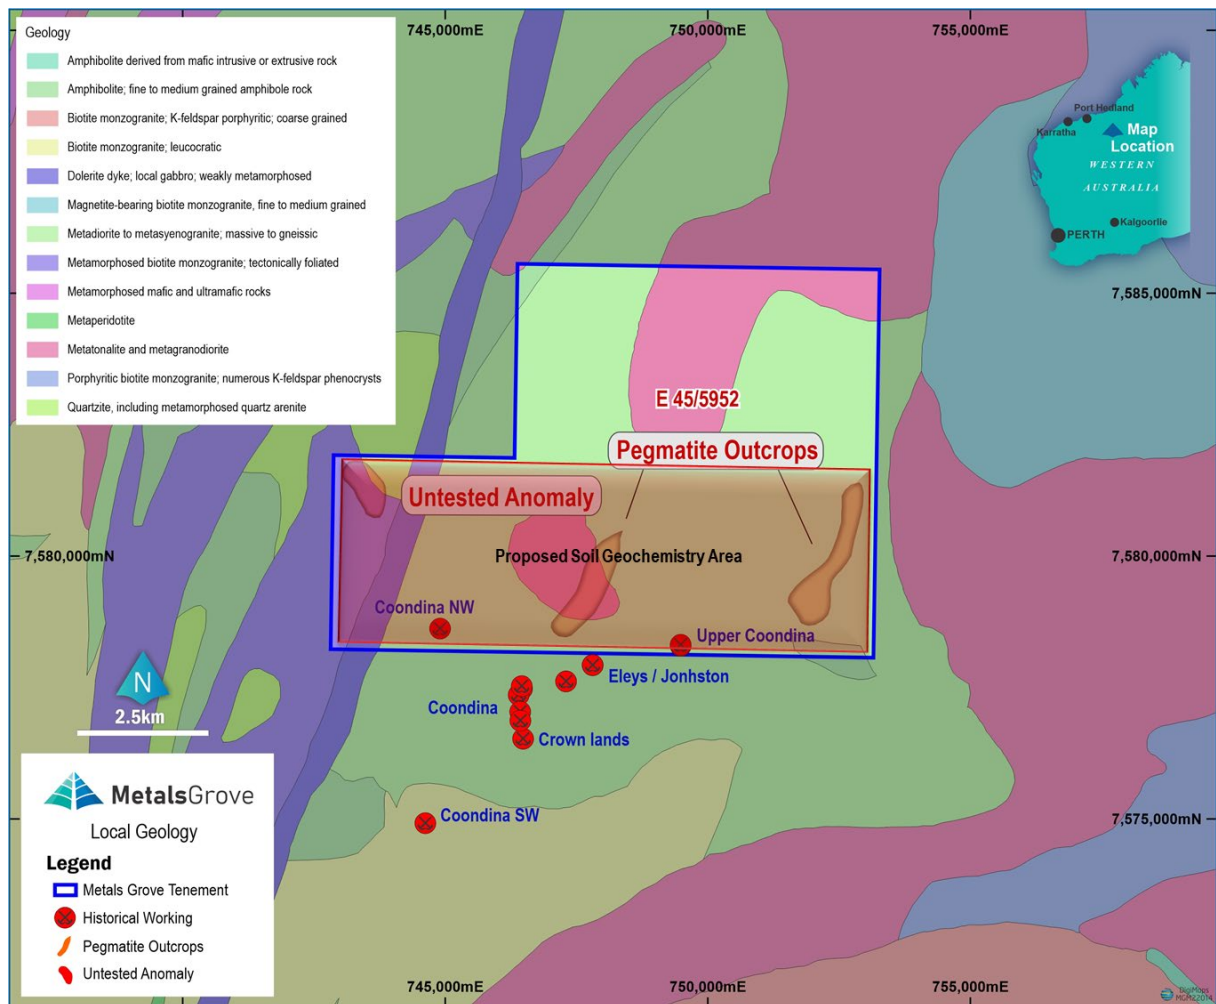 Geology
Amphibolite derived from mafic intrusive or extrusive rock
Amphibolite; fine to medium grained amphibole rock
Biotite monzogranite; K-feldspar porphyritic; coarse grained
Biotite monzogranite; leucocratic
Dolerite dyke; local gabbro; weakly metamorphosed
Magnetite-bearing biotite monzogranite, fine to medium grained
Metadiorite to metasyenogranite; massive to gneissic
Metamorphosed biotite monzogranite; tectonically foliated
Metamorphosed mafic and ultramafic rocks
Metaperidotite
Metatonalite and metagranodiorite
Porphyritic biotite monzogranite; numerous K-feldspar phenocrysts
Quartzite, including metamorphosed quartz arenite
745,000mE
750,000mE
755,000mE
Port Hedland
Karratha
Map
Location
WESTERN
AUSTRALIA
Kalgoorlie
PERTH
7,585,000mN
E 45/5952
Pegmatite Outcrops
Untested Anomaly
7,580,000mN
Proposed Soil Geochemistry Area
7,580,000mN
Coondina NW
Upper Coondina
Eleys / Jonhston
N
2.5km
Coondina
Crown lands
Coondina SW
7,575,000mN
MetalsGrove
Local Geology
Legend
Metals Grove Tenement
Historical Working
Pegmatite Outcrops
Untested Anomaly
745,000mE
750,000mE
755,000mE
DigiMaps
MGM22014